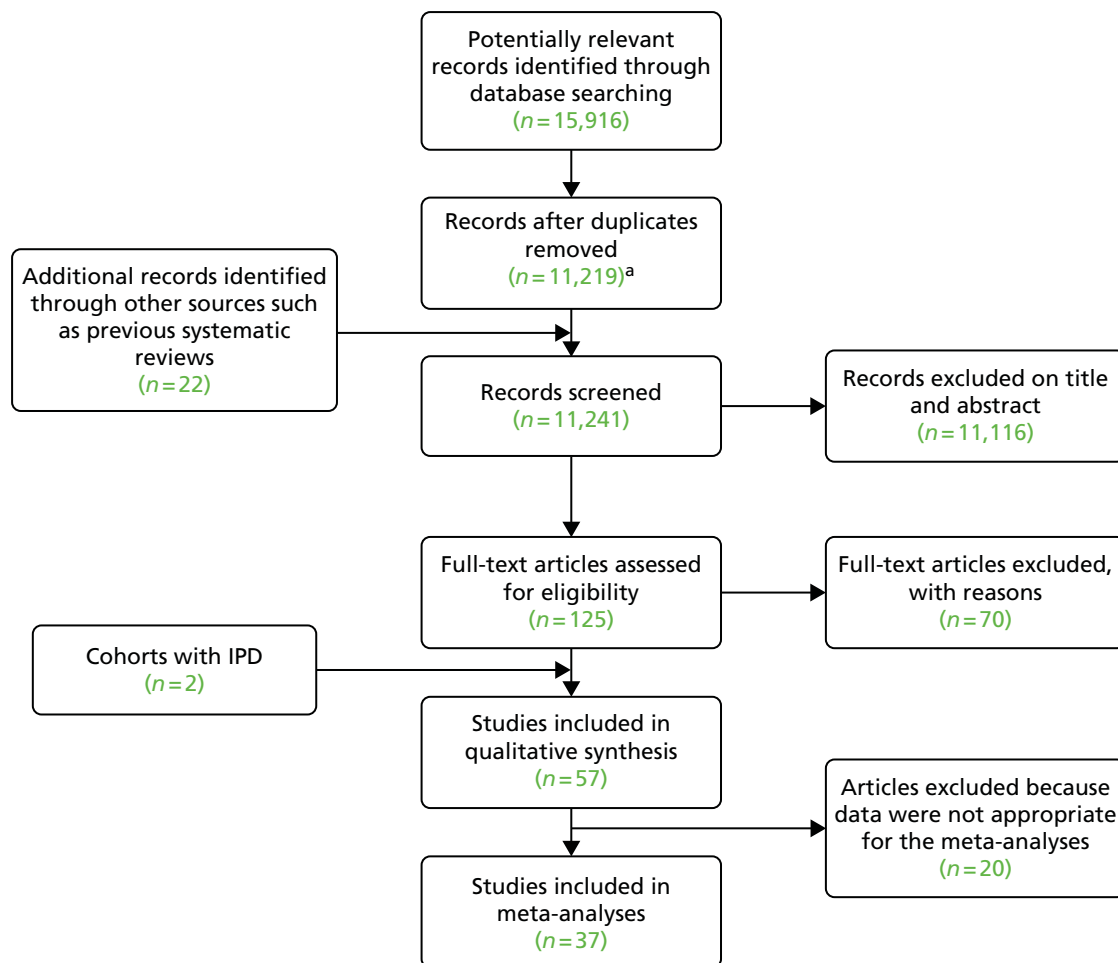 Potentially relevant
records identified through
database searching
(n=15,916)
Records after duplicates
removed
(n=11,219)a
Additional records identified
through other sources such
as previous systematic
reviews
(n=22)
Records screened
(n=11,241)
Records excluded on title
and abstract
(n=11,116)
Full-text articles assessed
for eligibility
(n=125)
Full-text articles excluded,
with reasons
(n=70)
Cohorts with IPD
(n=2)
Studies included in
qualitative synthesis
(n=57)
Articles excluded because
data were not appropriate
for the meta-analyses
(n=20)
Studies included in
meta-analyses
(n=37)